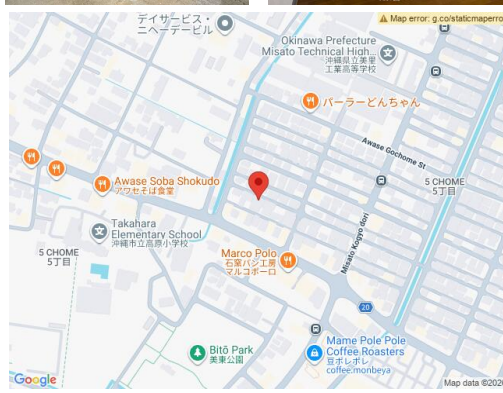 Map error: g.co/staticmaperro
デイサービス・
ニヘーデービル
Okinawa Prefecture
Misato Technical High...
沖縄県立美里
工業高等学校
パーラーどんちゃん
Awase Gochome St
Awase Soba Shokudo
アワセそば食堂
5 CHOME
5丁目
Takahara
Elementary School
沖縄市立高原小学校
Misato Kogyo dori
5 CHOME
5丁目
Marco Polo
石窯パン工房
マルコポーロ
20
Bitō Park
美東公園
Mame Pole Pole
Coffee Roasters
豆ポレポレ
coffee.monbeya
Google
Map data ©2026